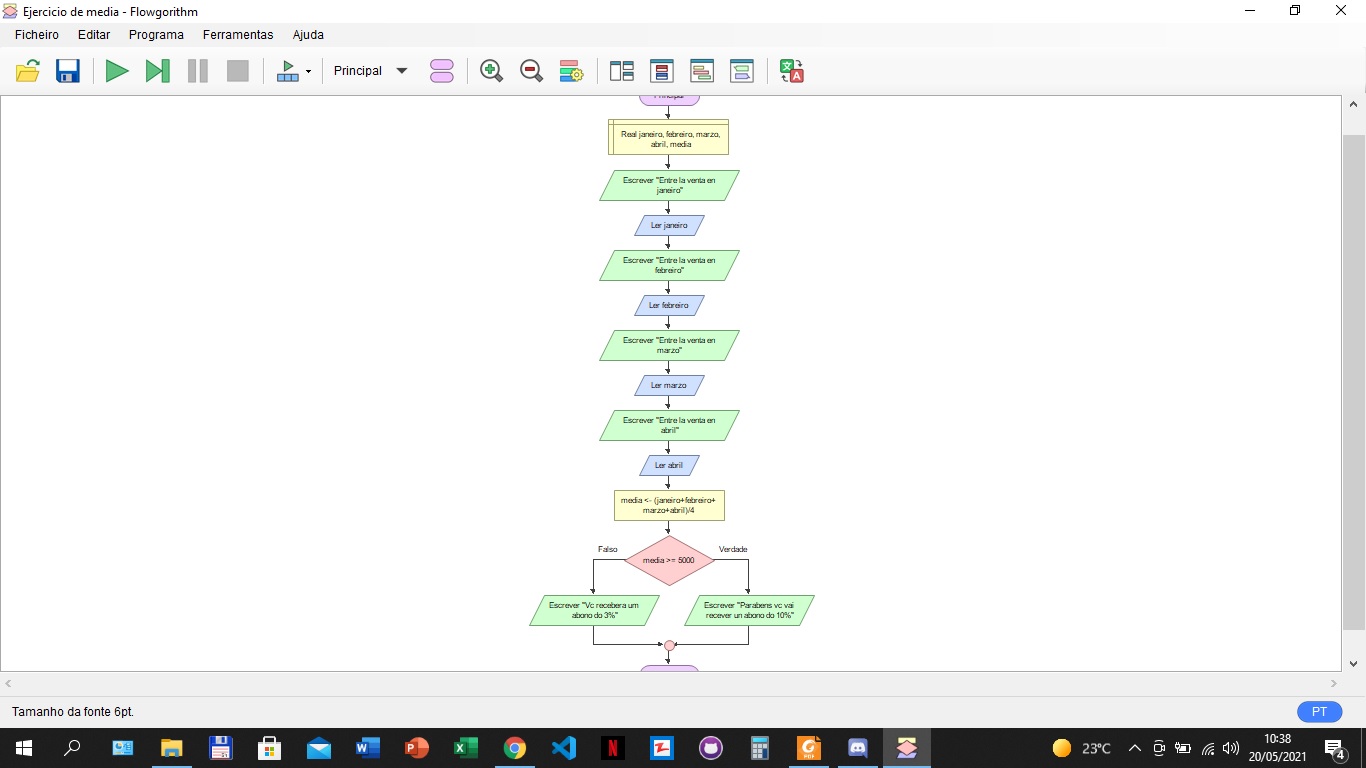 Ejercicio de media - Flowgorithm
Ficheiro Editar Programa Ferramentas Ajuda
Principal
Principal
Real janeiro, febreiro, marzo,
abril, media
Escrever "Entre la venta en
janeiro"
Ler janeiro
Escrever "Entre la venta en
febreiro"
Ler febreiro
Escrever "Entre la venta en
marzo"
Ler marzo
Escrever "Entre la venta en
abril"
Ler abril
media <- (janeiro+febreiro+
marzo+abril)/4
Falso
Verdade
media >= 5000
Escrever "Vc recebera um
abono do 3%"
Escrever "Parabens vc vai
recever un abono do 10%"
Tamanho da fonte 6pt.
PT
23°C
10:38
20/05/2021
4